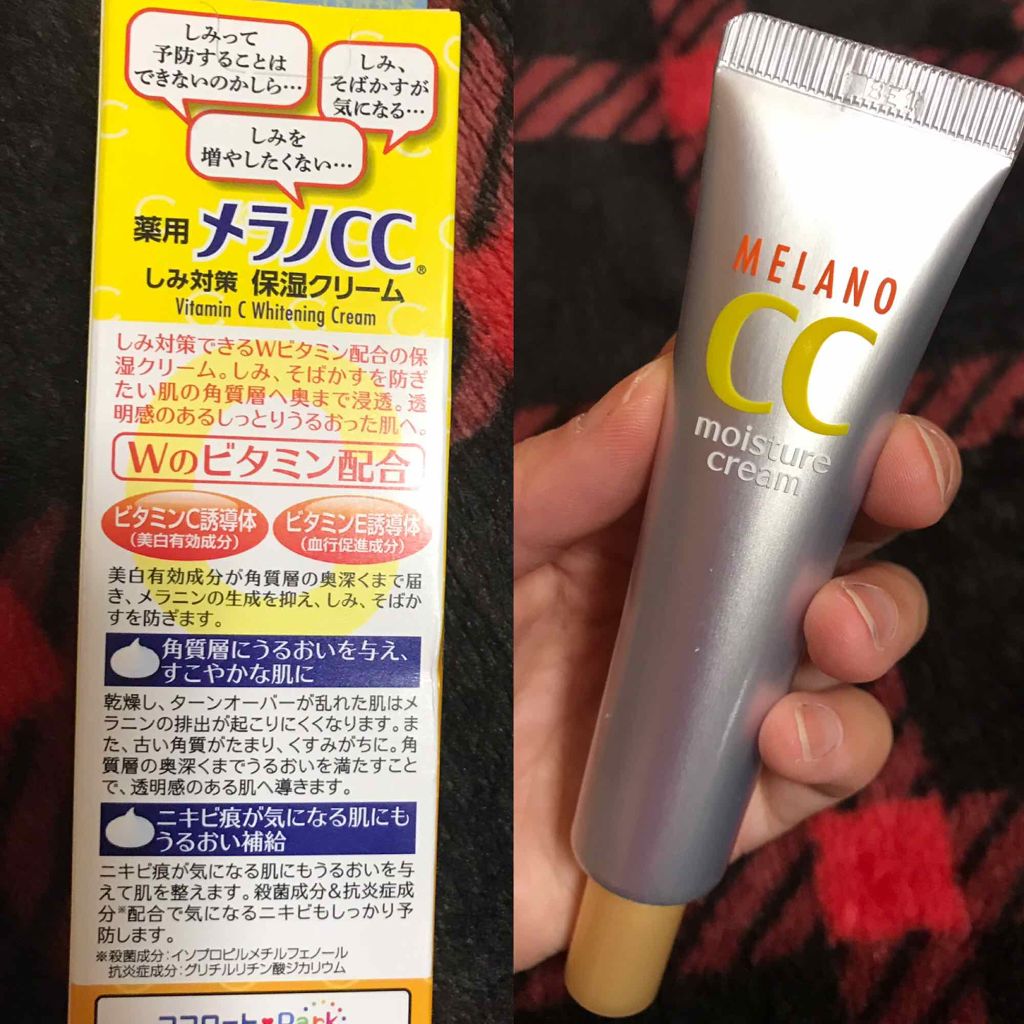 しみって
予防することは
できないのかしら…
しみ、
そばかすが
気になる…
しみを
増やしたくない…
薬用 メラノCC®
しみ対策 保湿クリーム
Vitamin C Whitening Cream
しみ対策できるWビタミン配合の保
湿クリーム。しみ、そばかすを防ぎ
たい肌の角質層へ奥まで浸透。透
明感のあるしっとりうるおった肌へ。
Wのビタミン配合
ビタミンC誘導体
(美白有効成分)
ビタミンE誘導体
(血行促進成分)
美白有効成分が角質層の奥深くまで届
き、メラニンの生成を抑え、しみ、そばか
すを防ぎます。
角質層にうるおいを与え、
すこやかな肌に
乾燥し、ターンオーバーが乱れた肌はメ
ラニンの排出が起こりにくくなります。ま
た、古い角質がたまり、くすみがちに。角
質層の奥深くまでうるおいを満たすこと
で、透明感のある肌へ導きます。
ニキビ痕が気になる肌にも
うるおい補給
ニキビ痕が気になる肌にもうるおいを与
えて肌を整えます。殺菌成分&抗炎症成
分※配合で気になるニキビもしっかり予
防します。
※殺菌成分:イソプロピルメチルフェノール
抗炎症成分:グリチルリチン酸ジカリウム
ココロート♥Park
MELANO
CC
moisture
cream